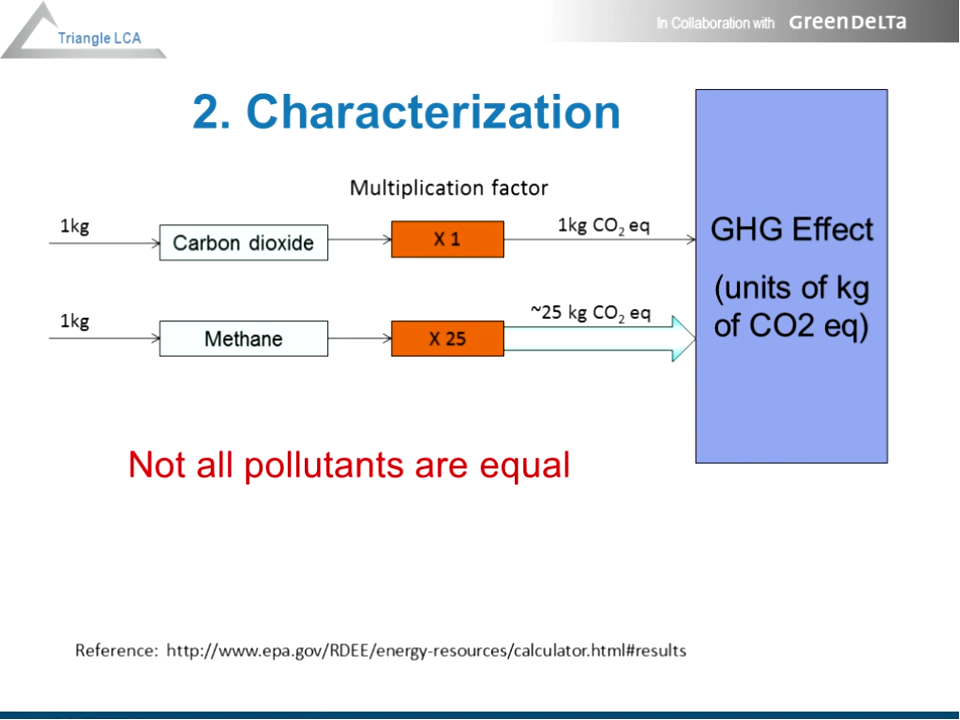 Triangle LCA
In Collaboration with GreenDeLTa
2. Characterization
Multiplication factor
1kg
Carbon dioxide
X 1
1kg CO₂ eq
1kg
Methane
X 25
~25 kg CO₂ eq
GHG Effect
(units of kg
of CO2 eq)
Not all pollutants are equal
Reference: http://www.epa.gov/RDEE/energy-resources/calculator.html#results